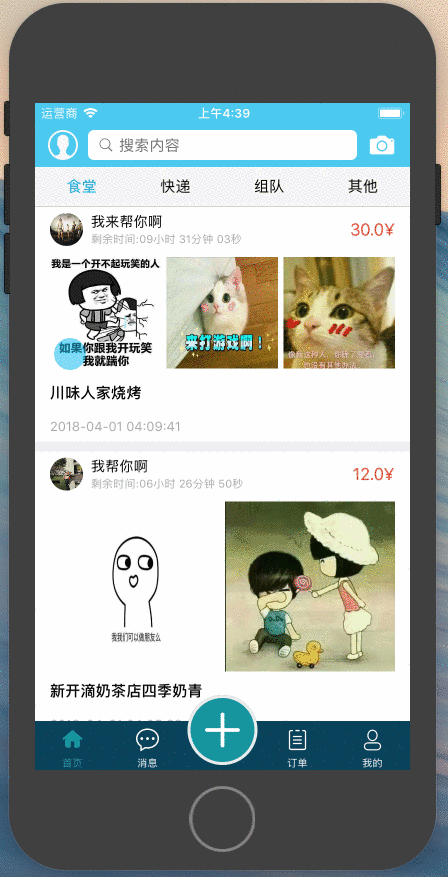 运营商 上午4:39
搜索内容
食堂 快递 组队 其他
我来帮你啊 30.0¥
剩余时间:09小时 31分钟 03秒
我是一个开不起玩笑的人
如果你跟我开玩笑
我就踹你
来打游戏啊！
川味人家烧烤
2018-04-01 04:09:41
我帮你啊 12.0¥
剩余时间:06小时 26分钟 50秒
我们可以做朋友么
新开滴奶茶店四季奶青
首页 消息 订单 我的